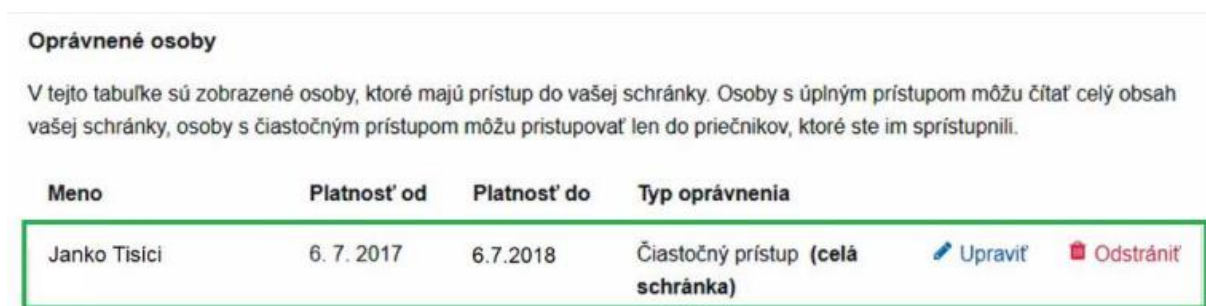 Oprávnené osoby
V tejto tabuľke sú zobrazené osoby, ktoré majú prístup do vašej schránky. Osoby s úplným prístupom môžu čítať celý obsah
vašej schránky, osoby s čiastočným prístupom môžu pristupovať len do priečnikov, ktoré ste im sprístupnili.
Meno Platnosť od Platnosť do Typ oprávnenia
Janko Tisíci 6. 7. 2017 6.7.2018 Čiastočný prístup (celá Upraviť Odstrániť
schránka)